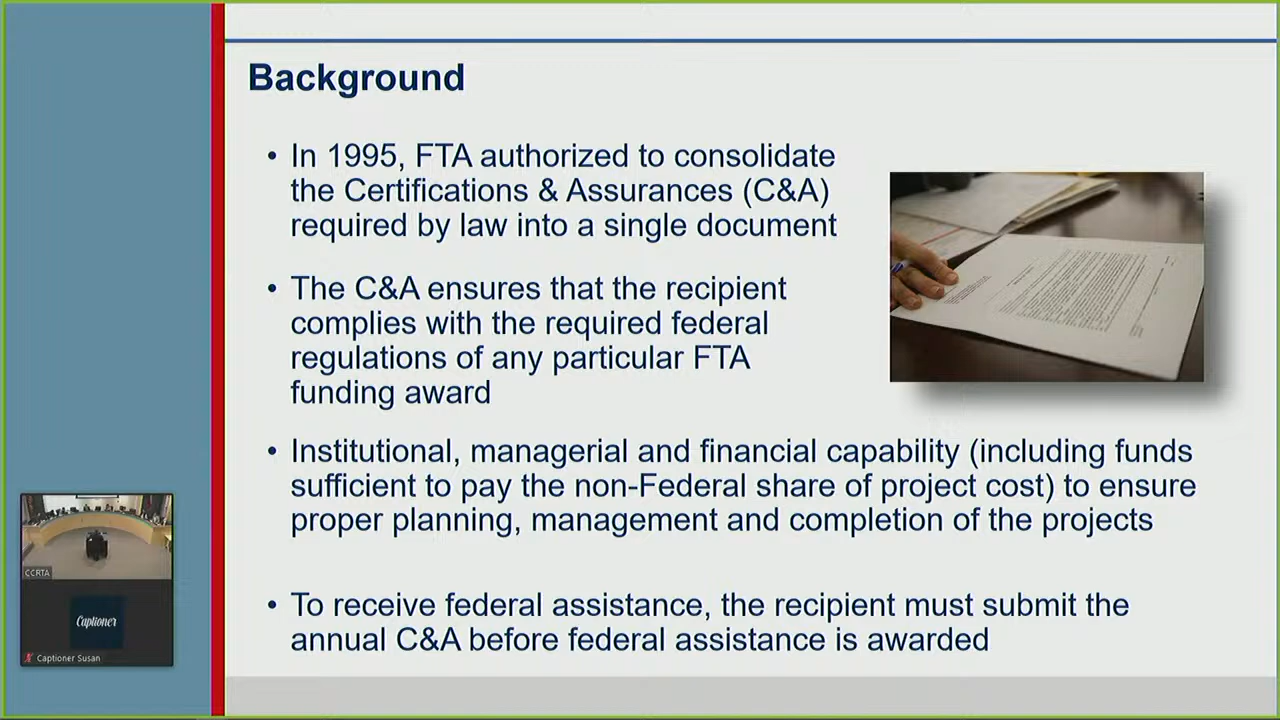 Background
• In 1995, FTA authorized to consolidate
the Certifications & Assurances (C&A)
required by law into a single document
• The C&A ensures that the recipient
complies with the required federal
regulations of any particular FTA
funding award
• Institutional, managerial and financial capability (including funds
sufficient to pay the non-Federal share of project cost) to ensure
proper planning, management and completion of the projects
• To receive federal assistance, the recipient must submit the
annual C&A before federal assistance is awarded
CCRTA
Captioner
Captioner Susan